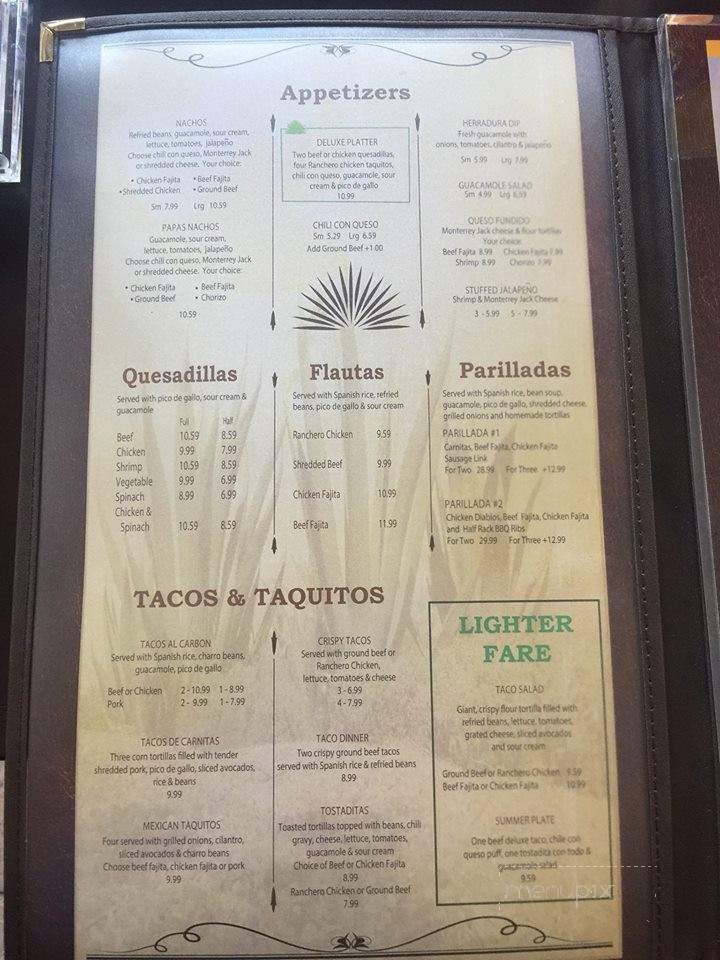 Appetizers
NACHOS
Refried beans, guacamole, sour cream,
lettuce, tomatoes, jalapeño
Choose chili con queso, Monterrey Jack
or shredded cheese. Your choice:
• Chicken Fajita • Beef Fajita
• Shredded Chicken • Ground Beef
Sm 7.99 Lrg 10.59
PAPAS NACHOS
Guacamole, sour cream,
lettuce, tomatoes, jalapeño
Choose chili con queso, Monterey Jack
or shredded cheese. Your choice:
• Chicken Fajita • Beef Fajita
• Ground Beef • Chorizo
10.59
DELUXE PLATTER
Two beef or chicken quesadillas,
four Ranchero chicken taquitos,
chili con queso, guacamole, sour
cream & pico de gallo
10.99
CHILI CON QUESO
Sm 5.29 Lrg 6.59
Add Ground Beef +1.00
HERRADURA DIP
Fresh guacamole with
onions, tomatoes, cilantro & jalapeño
Sm 5.99 Lrg 7.99
GUACAMOLE SALAD
Sm 4.99 Lrg 6.59
QUESO FUNDIDO
Monterey Jack cheese & flour tortillas
Your choice:
Beef Fajita 8.99 Chicken Fajita 7.99
Shrimp 8.99 Chorizo 7.99
STUFFED JALAPEÑO
Shrimp & Monterrey Jack Cheese
3 - 5.99 5 - 7.99
Quesadillas
Served with pico de gallo, sour cream &
guacamole
Full Half
Beef 10.59 8.59
Chicken 9.99 7.99
Shrimp 10.59 8.59
Vegetable 9.99 6.99
Spinach 8.99 6.99
Chicken &
Spinach 10.59 8.59
Flautas
Served with Spanish rice, refried
beans, pico de gallo & sour cream
Ranchero Chicken 9.59
Shredded Beef 9.99
Chicken Fajita 10.99
Beef Fajita 11.99
Parilladas
Served with Spanish rice, bean soup,
guacamole, pico de gallo, shredded cheese,
grilled onions and homemade tortillas
PARILLADA #1
Carnitas, Beef Fajita, Chicken Fajita
Sausage Link
For Two 28.99 For Three +12.99
PARILLADA #2
Chicken Diablos, Beef Fajita, Chicken Fajita
and Half Rack BBQ Ribs
For Two 29.99 For Three +12.99
TACOS & TAQUITOS
TACOS AL CARBON
Served with Spanish rice, charro beans,
guacamole, pico de gallo
Beef or Chicken 2 - 10.99 1 - 8.99
Pork 2 - 9.99 1 - 7.99
TACOS DE CARNITAS
Three corn tortillas filled with tender
shredded pork, pico de gallo, sliced avocados,
rice & beans
9.99
MEXICAN TAQUITOS
Four served with grilled onions, cilantro,
sliced avocados & charro beans
Choose beef fajita, chicken fajita or pork
9.99
CRISPY TACOS
Served with ground beef or
Ranchero Chicken,
lettuce, tomatoes & cheese
3 - 6.99
4 - 7.99
TACO DINNER
Two crispy ground beef tacos
served with Spanish rice & refried beans
8.99
TOSTADITAS
Toasted tortillas topped with beans, chili
gravy, cheese, lettuce, tomatoes,
guacamole & sour cream
Choice of Beef or Chicken Fajita
8.99
Ranchero Chicken or Ground Beef
7.99
LIGHTER
FARE
TACO SALAD
Giant, crispy flour tortilla filled with
refried beans, lettuce, tomatoes,
grated cheese, sliced avocados
and sour cream
Ground Beef or Ranchero Chicken 9.59
Beef Fajita or Chicken Fajita 10.99
SUMMER PLATE
One beef deluxe taco, chile con
queso puff, one tostadita con todo &
guacamole salad
9.59
menupix